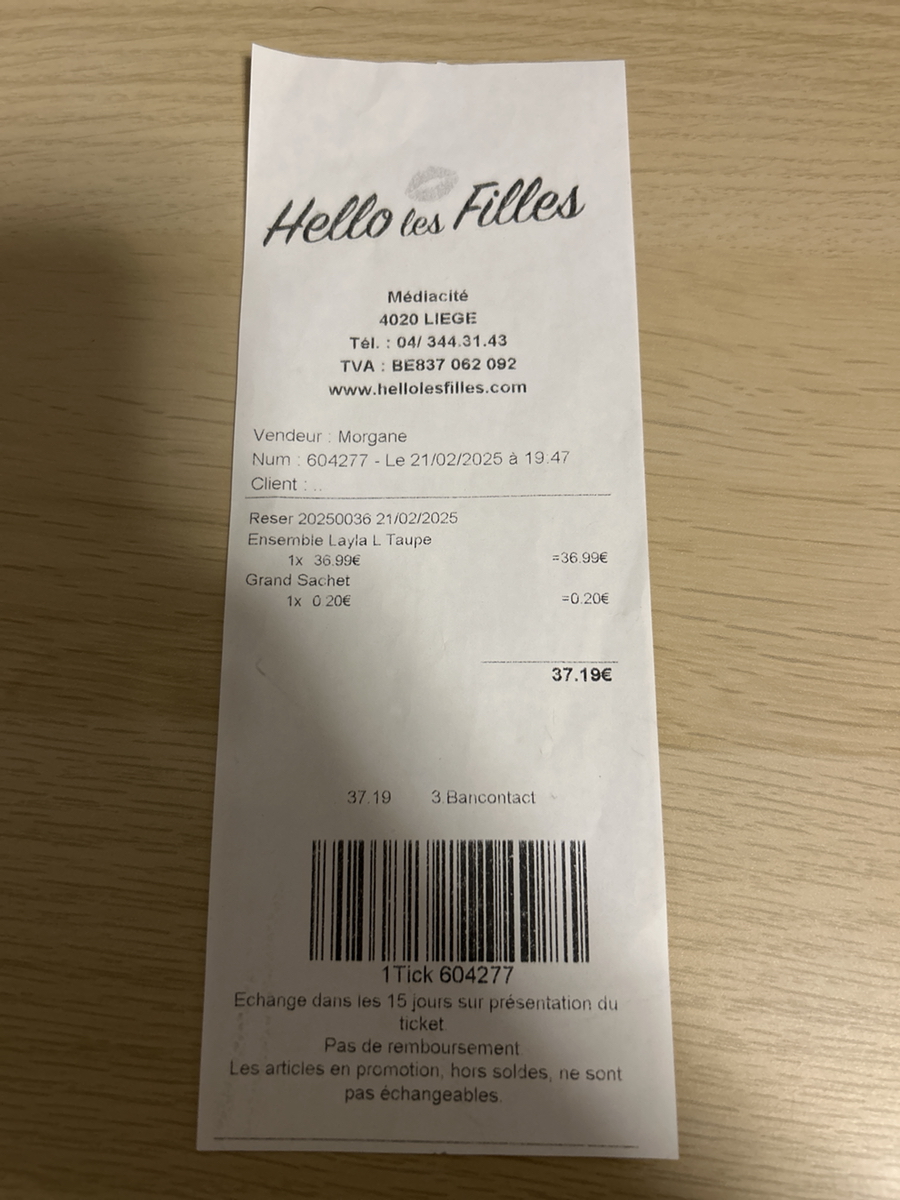 Hello les Filles
Médiacité
4020 LIEGE
Tél. : 04/ 344.31.43
TVA : BE837 062 092
www.hellolesfilles.com
Vendeur : Morgane
Num : 604277 - Le 21/02/2025 à 19.47
Client : ..
Reser 20250036 21/02/2025
Ensemble Layla L Taupe
1x 36.99€ =36.99€
Grand Sachet
1x 0.20€ =0.20€
37.19€
37.19 3.Bancontact
1Tick 604277
Echange dans les 15 jours sur présentation du
ticket.
Pas de remboursement
Les articles en promotion, hors soldes, ne sont
pas échangeables.